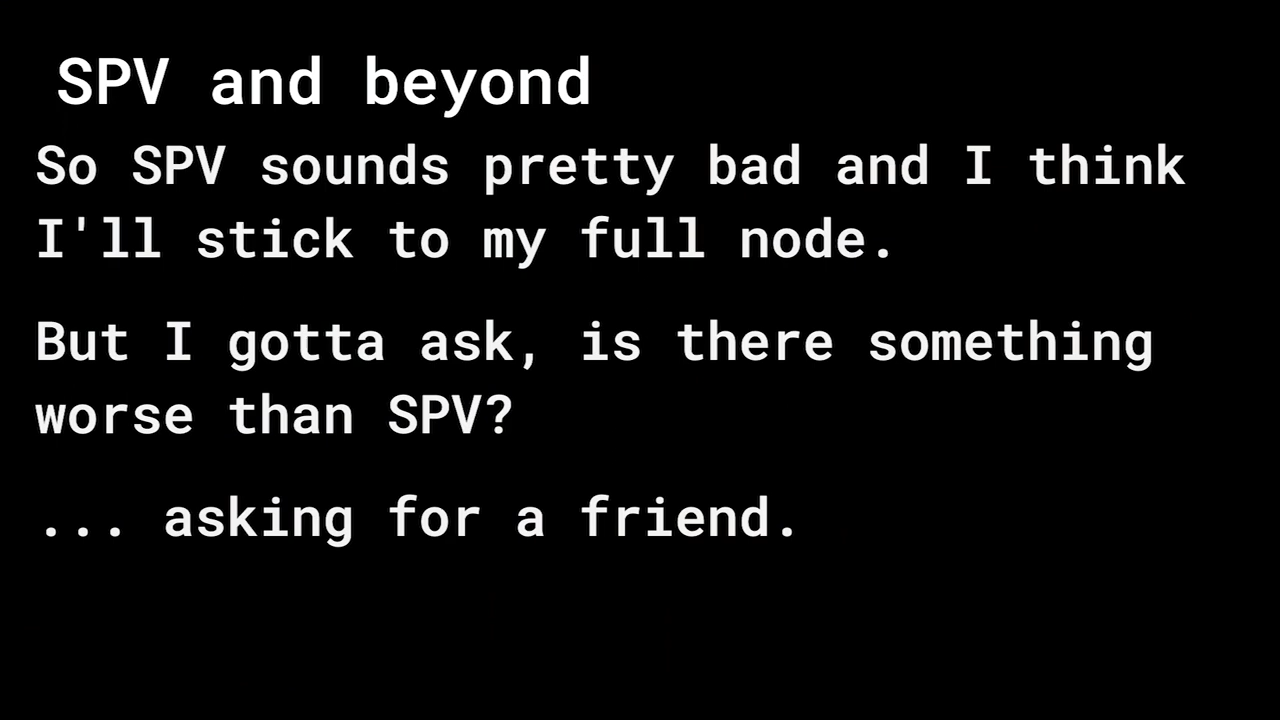 SPV and beyond
So SPV sounds pretty bad and I think
I'll stick to my full node.
But I gotta ask, is there something
worse than SPV?
... asking for a friend.